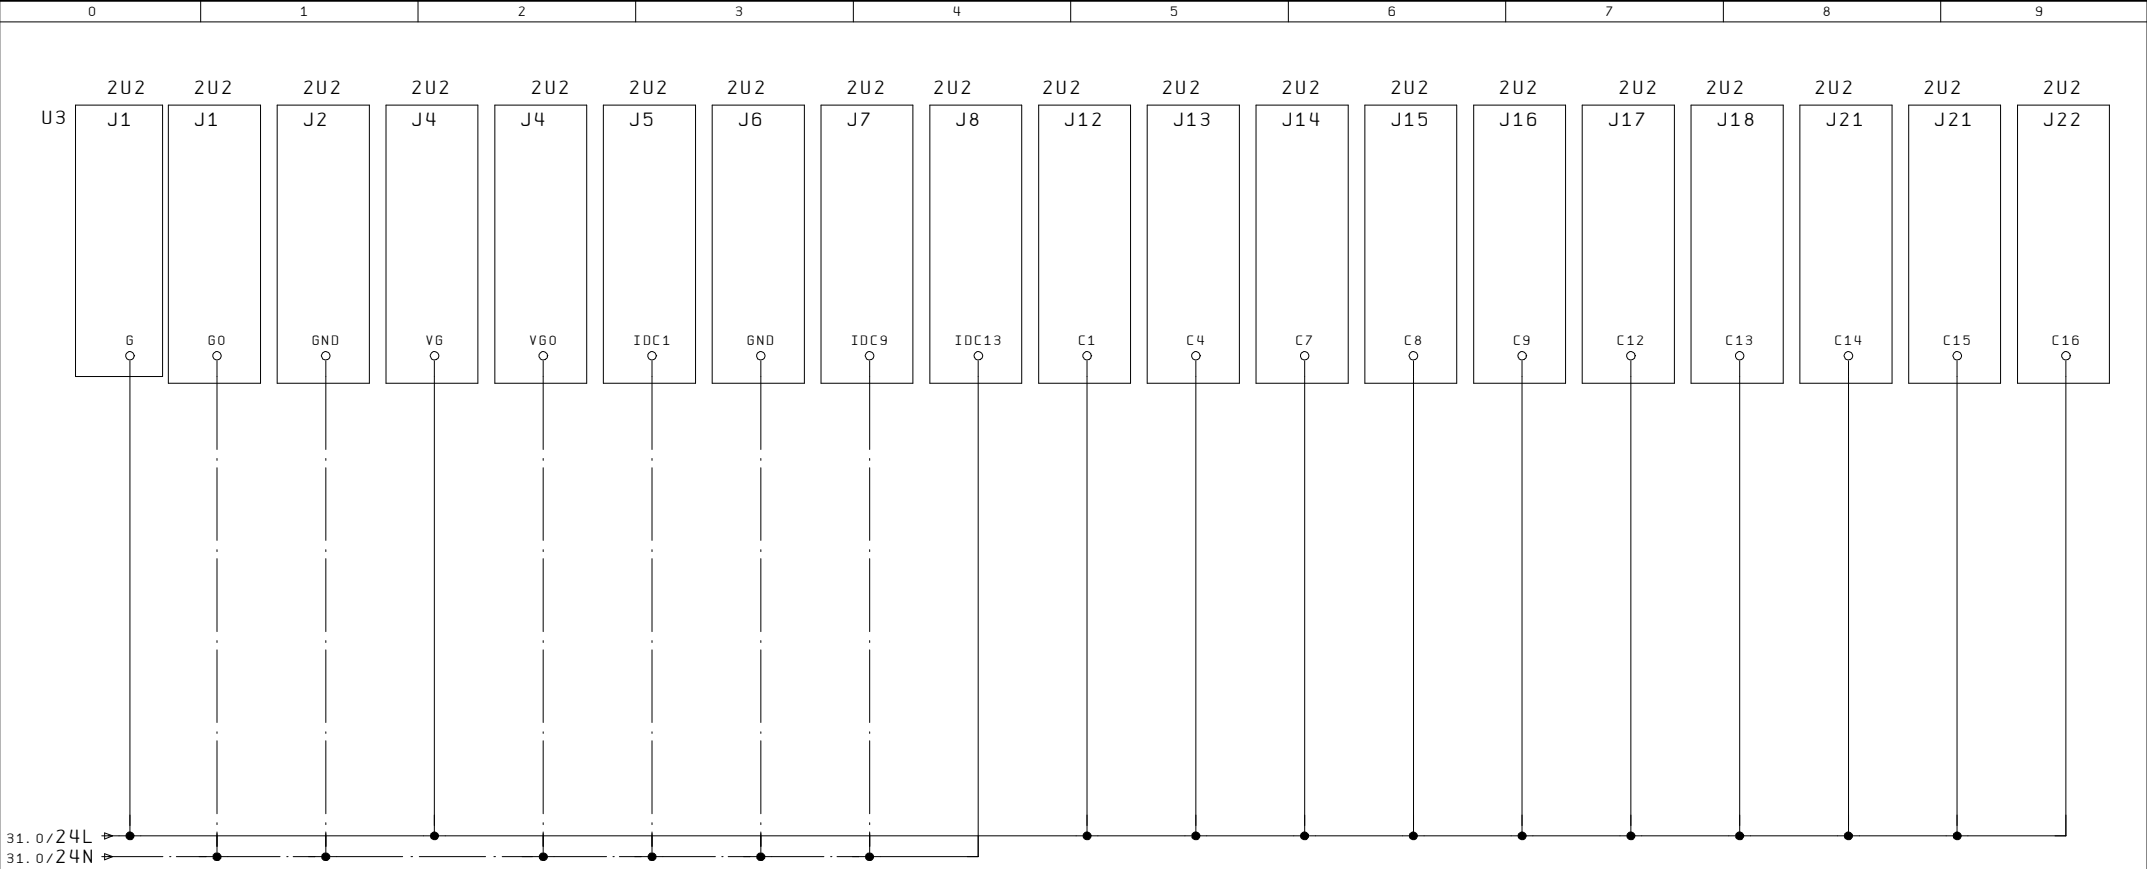 0 1 2 3 4 5 6 7 8 9
2U2 2U2 2U2 2U2 2U2 2U2 2U2 2U2 2U2 2U2 2U2 2U2 2U2 2U2 2U2 2U2 2U2 2U2 2U2
U3 J1 J1 J2 J4 J4 J5 J6 J7 J8 J12 J13 J14 J15 J16 J17 J18 J21 J21 J22
G G0 GND VG VG0 IDC1 GND IDC9 IDC13 C1 C4 C7 C8 C9 C12 C13 C14 C15 C16
31.0/24L
31.0/24N